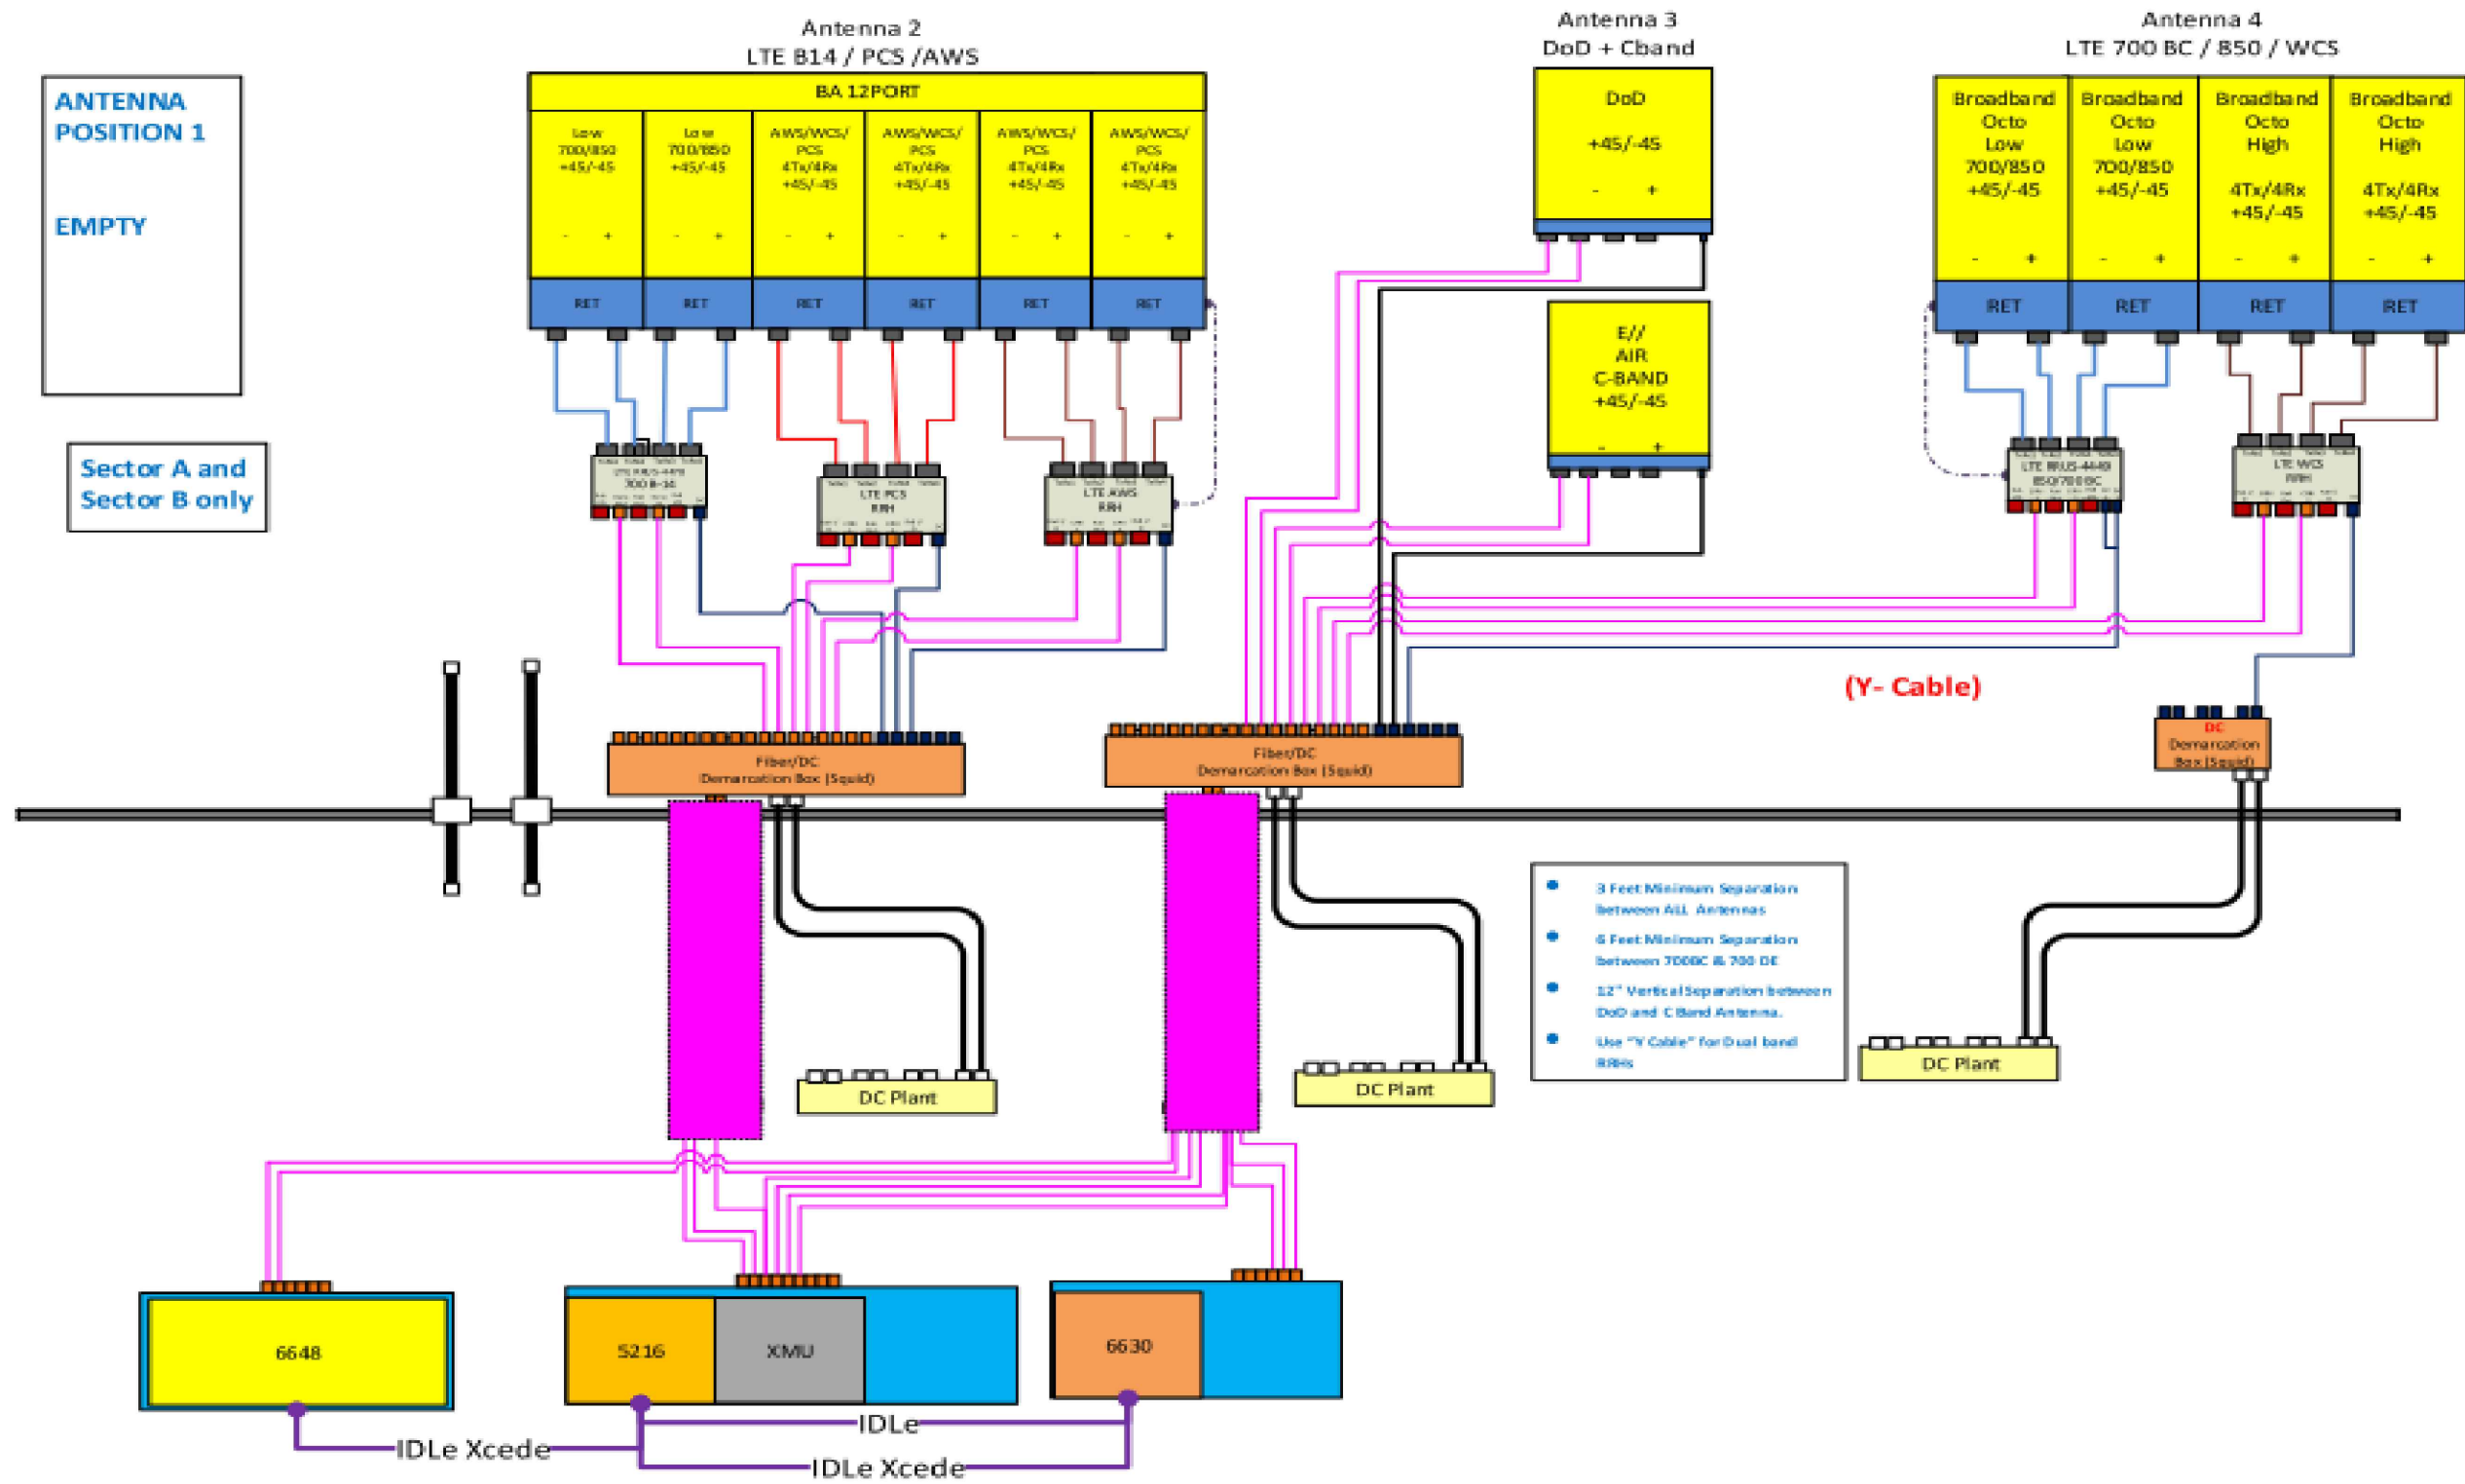 Antenna 2
LTE B14 / PCS /AWS
Antenna 3
DoD + Cband
Antenna 4
LTE 700 BC / 850 / WCS
ANTENNA
POSITION 1
EMPTY
Sector A and
Sector B only
BA 12PORT
Low
700/850
+45/-45
- +
RET
Low
700/850
+45/-45
- +
RET
AWS/WCS/
PCS
4Tx/4Rx
+45/-45
- +
RET
AWS/WCS/
PCS
4Tx/4Rx
+45/-45
- +
RET
AWS/WCS/
PCS
4Tx/4Rx
+45/-45
- +
RET
AWS/WCS/
PCS
4Tx/4Rx
+45/-45
- +
RET
DoD
+45/-45
- +
E//
AIR
C-BAND
+45/-45
- +
Broadband
Octo
Low
700/850
+45/-45
- +
RET
Broadband
Octo
Low
700/850
+45/-45
- +
RET
Broadband
Octo
High
4Tx/4Rx
+45/-45
- +
RET
Broadband
Octo
High
4Tx/4Rx
+45/-45
- +
RET
700 B-14
LTE PCS
RRH
LTE AWS
RRH
LTE RRUS-4449
850/700 BC
LTE WCS
RRH
(Y- Cable)
Fiber/DC
Demarcation Box (Squid)
Fiber/DC
Demarcation Box (Squid)
DC
Demarcation
Box (Squid)
3 Feet Minimum Separation
between ALL Antennas
6 Feet Minimum Separation
between 700BC & 700 DE
12" Vertical Separation between
DoD and C Band Antenna.
Use "Y Cable" for Dual band
RRHs
DC Plant
DC Plant
DC Plant
6648
5216
XMU
6630
IDLe
IDLe Xcede
IDLe Xcede